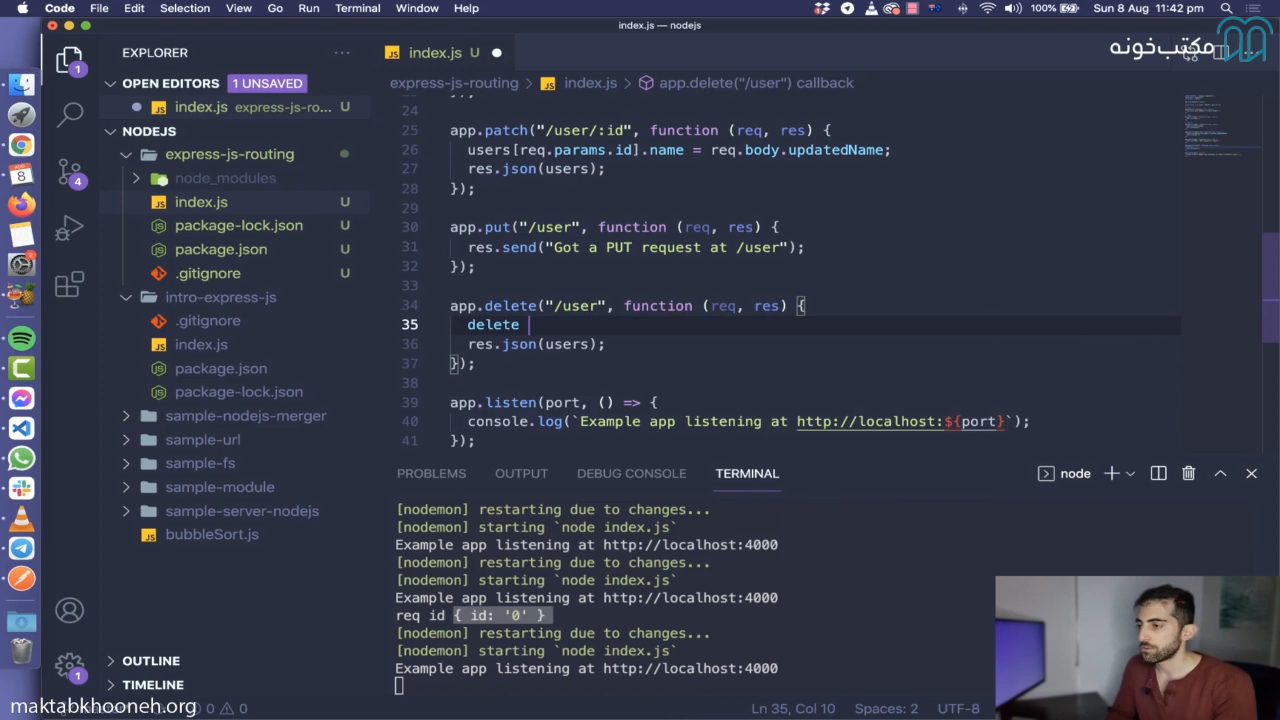 Code File Edit Selection View Go Run Terminal Window Help 100% Sun 8 Aug 11:42 pm
index.js — nodejs
مکتب‌خونه
EXPLORER
OPEN EDITORS 1 UNSAVED
index.js express-js-ro... U
NODEJS
express-js-routing
node_modules
index.js U
package-lock.json U
package.json U
.gitignore U
intro-express-js
.gitignore
index.js
package.json
package-lock.json
sample-nodejs-merger
sample-url
sample-fs
sample-module
sample-server-nodejs
bubbleSort.js
OUTLINE
TIMELINE
index.js U
express-js-routing > index.js > app.delete("/user") callback
24
25 app.patch("/user/:id", function (req, res) {
26 users[req.params.id].name = req.body.updatedName;
27 res.json(users);
28 });
29
30 app.put("/user", function (req, res) {
31 res.send("Got a PUT request at /user");
32 });
33
34 app.delete("/user", function (req, res) {
35 delete
36 res.json(users);
37 });
38
39 app.listen(port, () => {
40 console.log(`Example app listening at http://localhost:${port}`);
41 });
PROBLEMS OUTPUT DEBUG CONSOLE TERMINAL node
[nodemon] restarting due to changes...
[nodemon] starting `node index.js`
Example app listening at http://localhost:4000
[nodemon] restarting due to changes...
[nodemon] starting `node index.js`
Example app listening at http://localhost:4000
req id { id: '0' }
[nodemon] restarting due to changes...
[nodemon] starting `node index.js`
Example app listening at http://localhost:4000
maktabkhooneh.org
0 0 Ln 35, Col 10 Spaces: 2 UTF-8